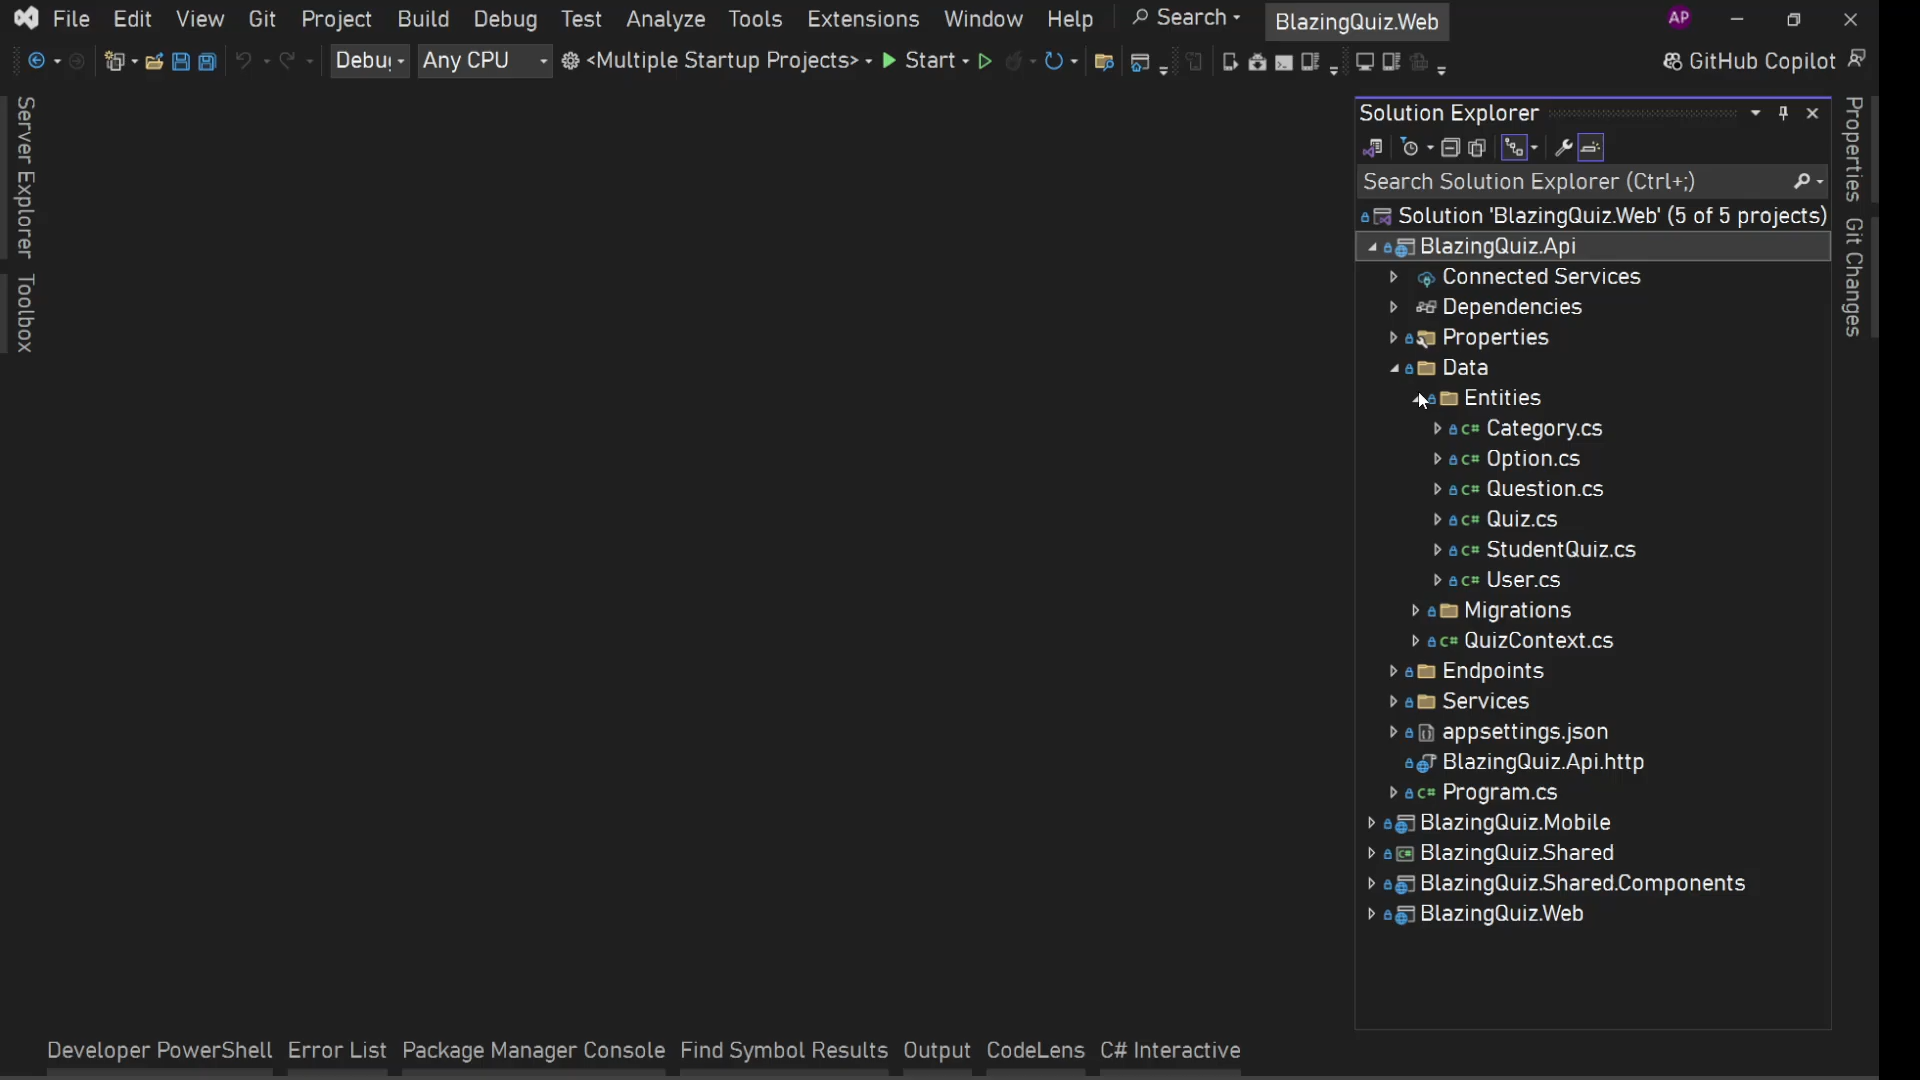 File Edit View Git Project Build Debug Test Analyze Tools Extensions Window Help Search BlazingQuiz.Web AP
Any CPU <Multiple Startup Projects> Start GitHub Copilot
Server Explorer
Toolbox
Solution Explorer
Search Solution Explorer (Ctrl+;)
Solution 'BlazingQuiz.Web' (5 of 5 projects)
BlazingQuiz.Api
Connected Services
Dependencies
Properties
Data
Entities
C# Category.cs
C# Option.cs
C# Question.cs
C# Quiz.cs
C# StudentQuiz.cs
C# User.cs
Migrations
C# QuizContext.cs
Endpoints
Services
appsettings.json
BlazingQuiz.Api.http
C# Program.cs
BlazingQuiz.Mobile
C# BlazingQuiz.Shared
BlazingQuiz.Shared.Components
BlazingQuiz.Web
Properties
Git Changes
Developer PowerShell Error List Package Manager Console Find Symbol Results Output CodeLens C# Interactive